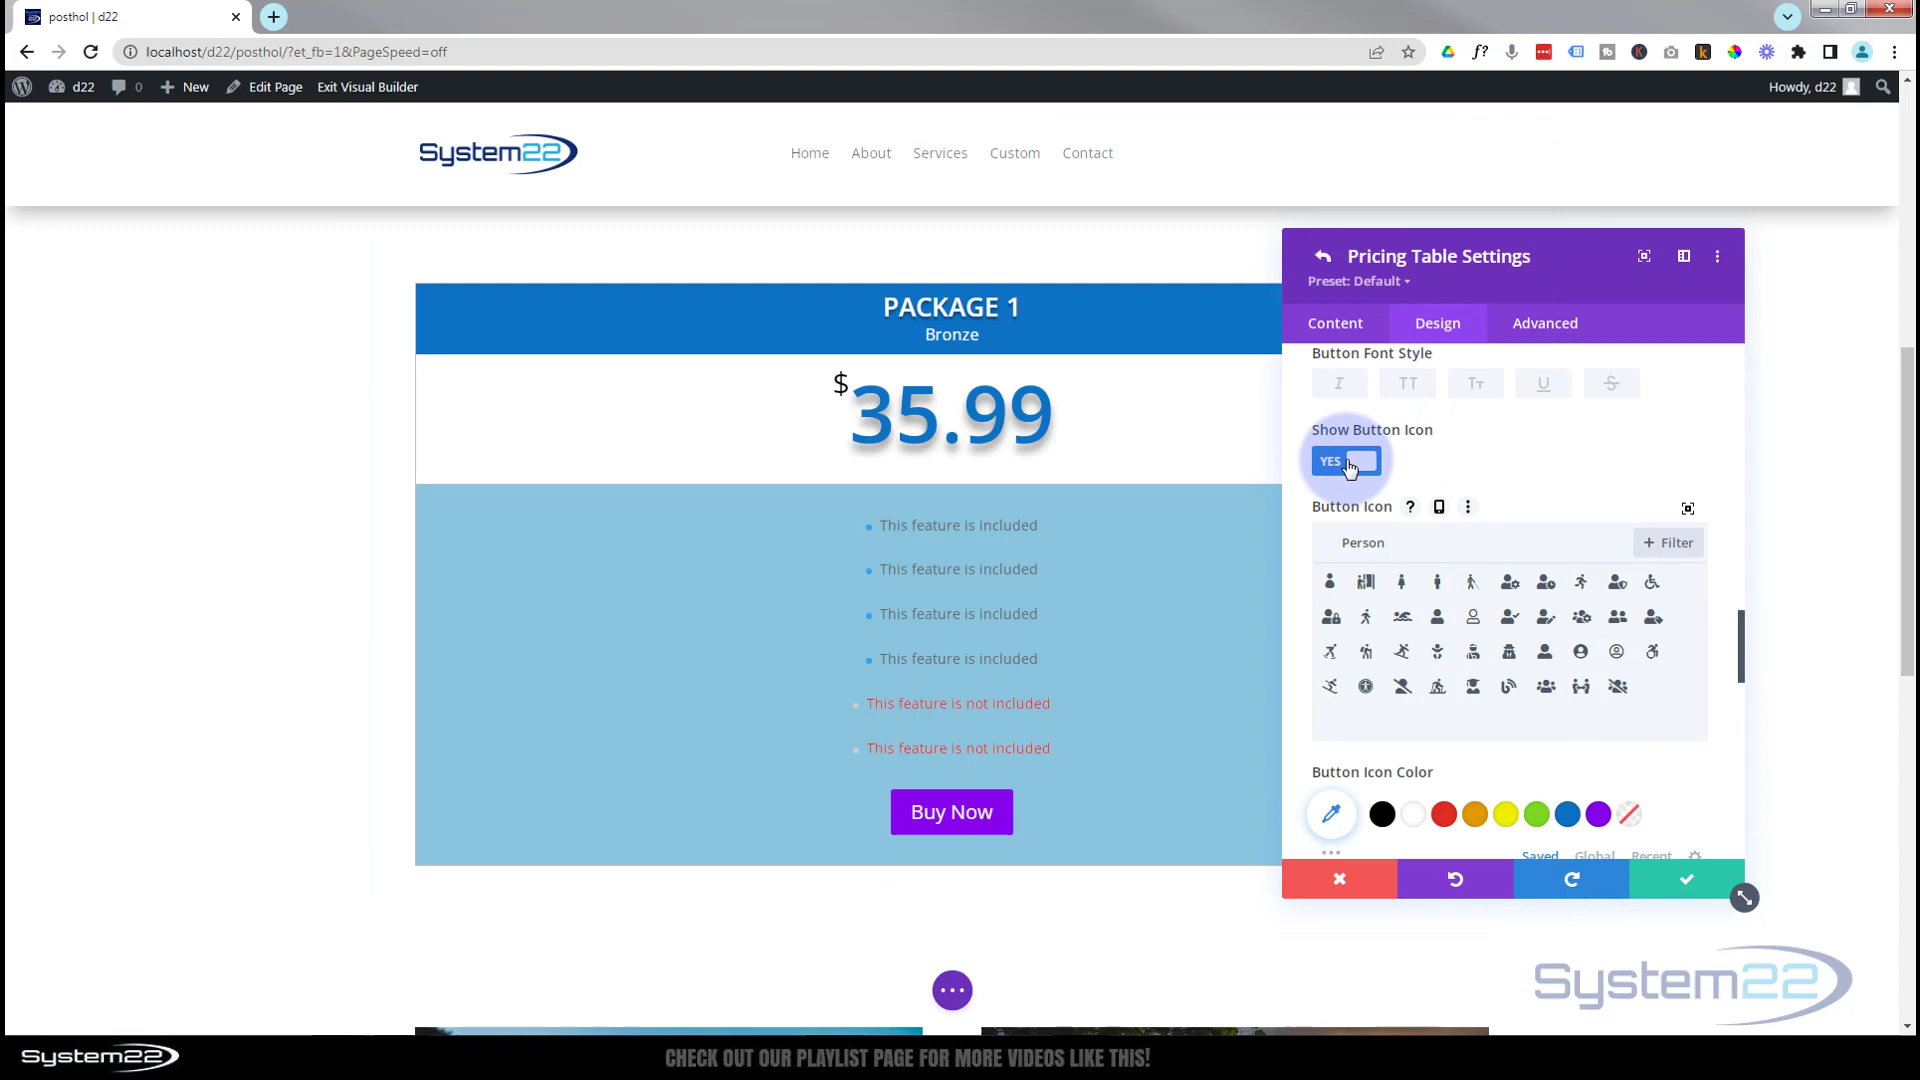 posthol | d22
localhost/d22/posthol/?et_fb=1&PageSpeed=off
d22 0 New Edit Page Exit Visual Builder Howdy, d22
System22
Home About Services Custom Contact
PACKAGE 1
Bronze
$35.99
This feature is included
This feature is included
This feature is included
This feature is included
This feature is not included
This feature is not included
Buy Now
Pricing Table Settings
Preset: Default
Content Design Advanced
Button Font Style
I TT Tт U S
Show Button Icon
YES
Button Icon ?
Person + Filter
Button Icon Color
Saved Global Recent
System22
System22
CHECK OUT OUR PLAYLIST PAGE FOR MORE VIDEOS LIKE THIS!